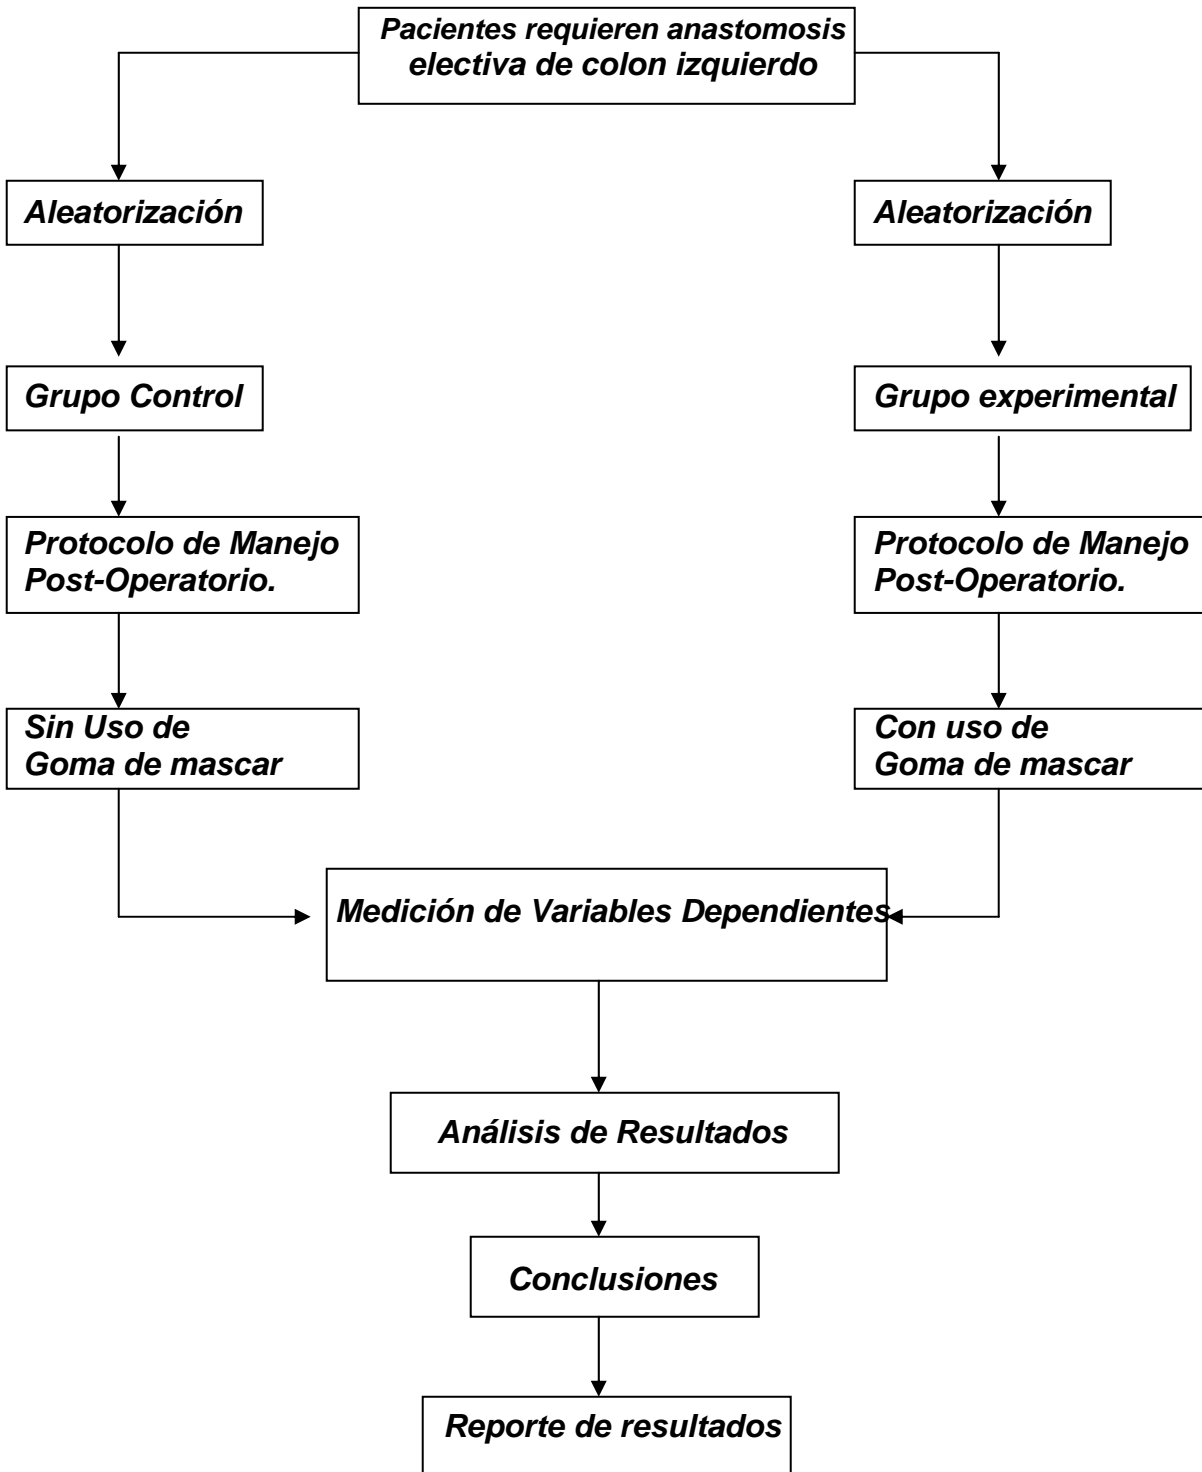 Pacientes requieren anastomosis
electiva de colon izquierdo
Aleatorización
Aleatorización
Grupo Control
Grupo experimental
Protocolo de Manejo
Post-Operatorio.
Protocolo de Manejo
Post-Operatorio.
Sin Uso de
Goma de mascar
Con uso de
Goma de mascar
Medición de Variables Dependientes
Análisis de Resultados
Conclusiones
Reporte de resultados